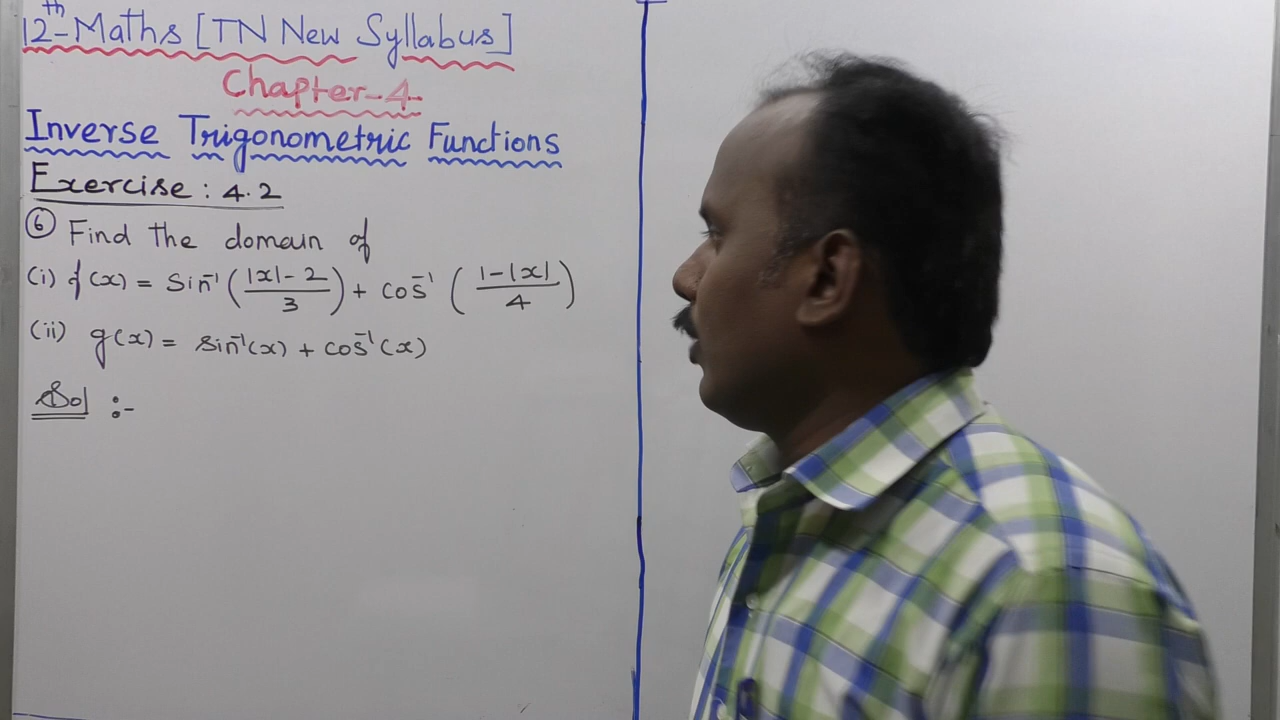 12th Maths [TN New Syllabus]
Chapter-4
Inverse Trigonometric Functions
Exercise: 4.2
⑥ Find the domain of
(i) f(x) = Sin⁻¹(|x|-2/3) + cos⁻¹(1-|x|/4)
(ii) g(x) = Sin⁻¹(x) + cos⁻¹(x)
Sol :-